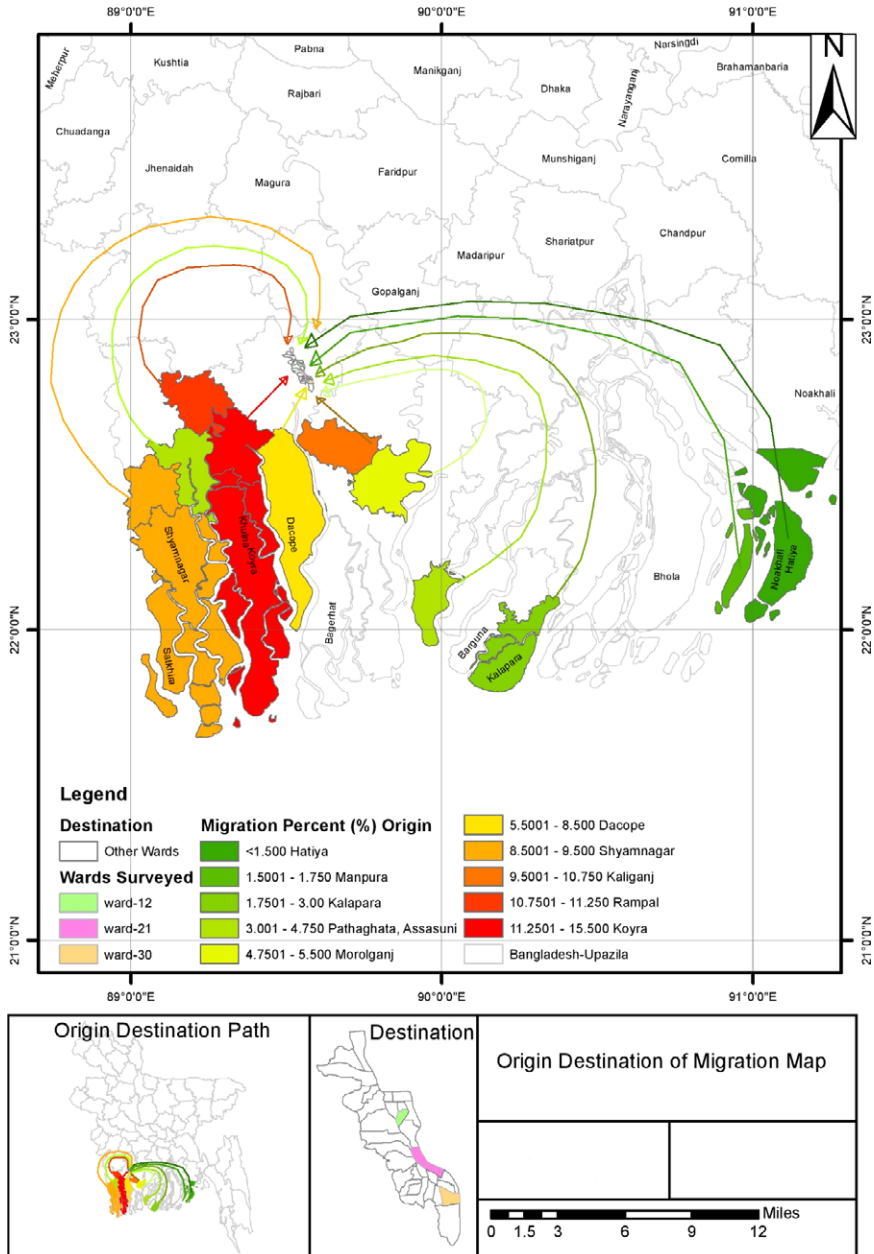 89°0'0"E 90°0'0"E 91°0'0"E
Meherpur
Kushtia
Pabna
Manikganj
Narsingdi
Brahamanbaria
N
Rajbari
Dhaka
Narayanganj
Chuadanga
Jhenaidah
Magura
Faridpur
Munshiganj
Comilla
Madaripur
Shariatpur
Chandpur
Gopalganj
23°0'0"N 23°0'0"N
Noakhali
Shyamnagar
Khulna Koyra
Dacope
Bhola
Noakhali
Hatiya
22°0'0"N 22°0'0"N
Satkhira
Bagerhat
Barguna
Kalapara
Legend
Destination
Other Wards
Wards Surveyed
ward-12
ward-21
ward-30
Migration Percent (%) Origin
<1.500 Hatiya
1.5001 - 1.750 Manpura
1.7501 - 3.00 Kalapara
3.001 - 4.750 Pathaghata, Assasuni
4.7501 - 5.500 Morolganj
5.5001 - 8.500 Dacope
8.5001 - 9.500 Shyamnagar
9.5001 - 10.750 Kaliganj
10.7501 - 11.250 Rampal
11.2501 - 15.500 Koyra
Bangladesh-Upazila
21°0'0"N 21°0'0"N
89°0'0"E 90°0'0"E 91°0'0"E
Origin Destination Path
Destination
Origin Destination of Migration Map
Miles
0 1.5 3 6 9 12